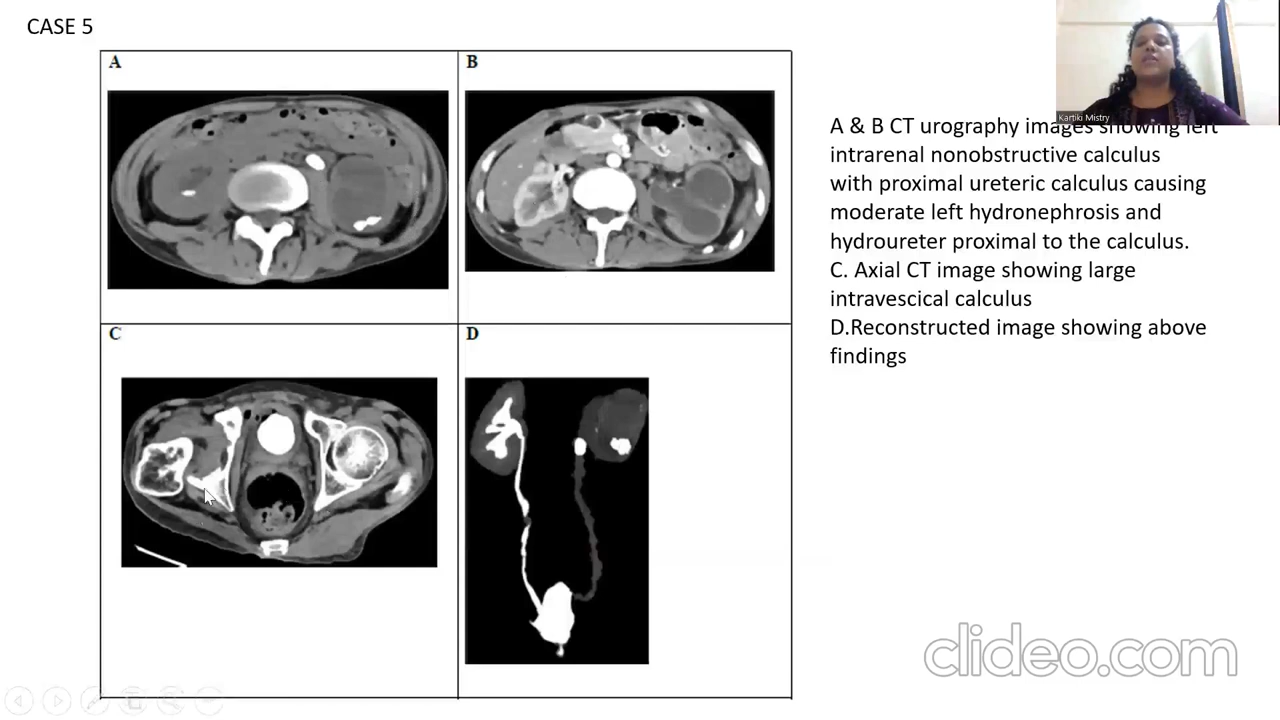 CASE 5
A
B
C
D
Kartiki Mistry
A & B CT urography images showing left
intrarenal nonobstructive calculus
with proximal ureteric calculus causing
moderate left hydronephrosis and
hydroureter proximal to the calculus.
C. Axial CT image showing large
intravescical calculus
D.Reconstructed image showing above
findings
clideo.com